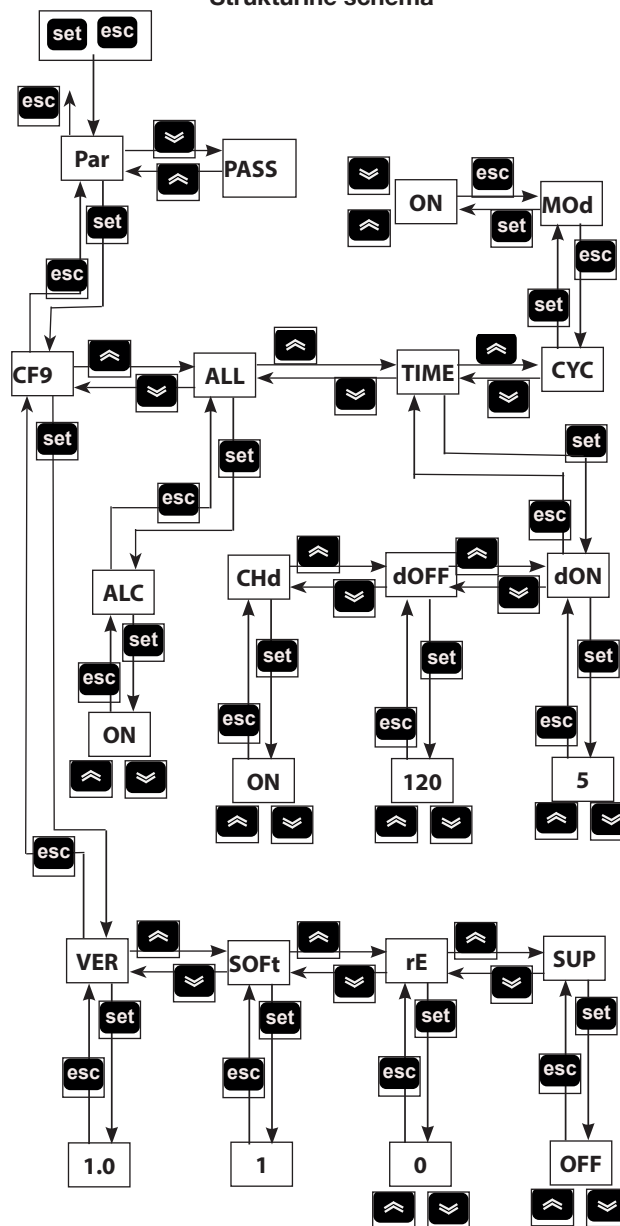 Struktūrinė schema
set esc
esc
Par
PASS
set
esc
ON
esc
MOd
set
esc
set
CF9
ALL
TIME
CYC
set
set
set
esc
esc
ALC
CHd
dOFF
dON
set
set
set
set
esc
esc
esc
esc
ON
ON
120
5
esc
VER
SOFt
rE
SUP
set
set
set
set
esc
esc
esc
esc
1.0
1
0
OFF